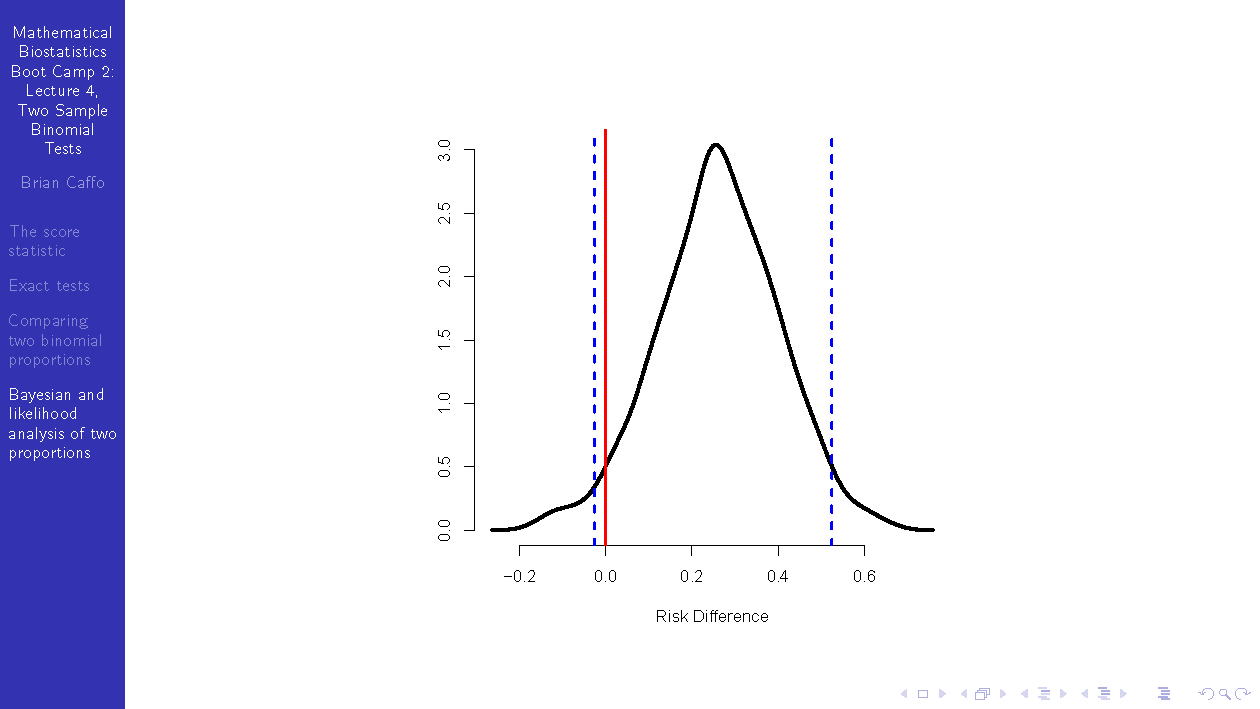 Mathematical
Biostatistics
Boot Camp 2:
Lecture 4,
Two Sample
Binomial
Tests
Brian Caffo
The score
statistic
Exact tests
Comparing
two binomial
proportions
Bayesian and
likelihood
analysis of two
proportions
3.0
2.5
2.0
1.5
1.0
0.5
0.0
−0.2 0.0 0.2 0.4 0.6
Risk Difference